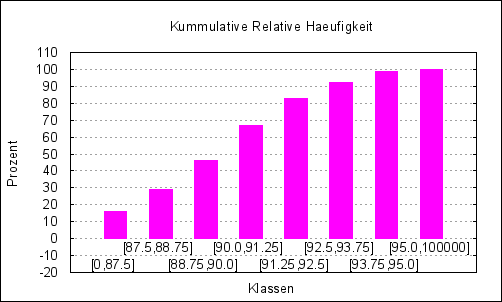 Kummulative Relative Haeufigkeit
110
100
90
80
70
60
50
40
30
20
10
0
-10
-20
Prozent
[87.5,88.75] [90.0,91.25] [92.5,93.75] [95.0,100000]
[0,87.5] [88.75,90.0] [91.25,92.5] [93.75,95.0]
Klassen